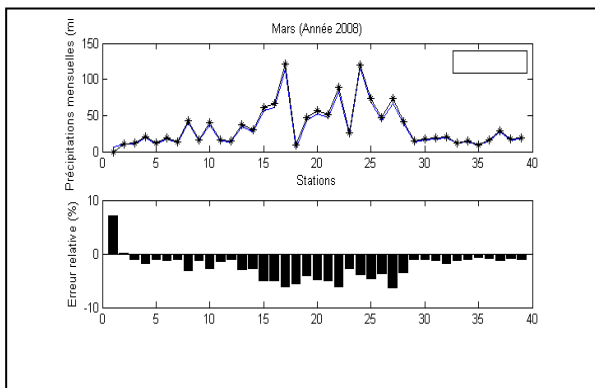 Mars (Année 2008)
Précipitations mensuelles (mı
150
100
50
0
0 5 10 15 20 25 30 35 40
Stations
Erreur relative (%)
10
0
-10
0 5 10 15 20 25 30 35 40